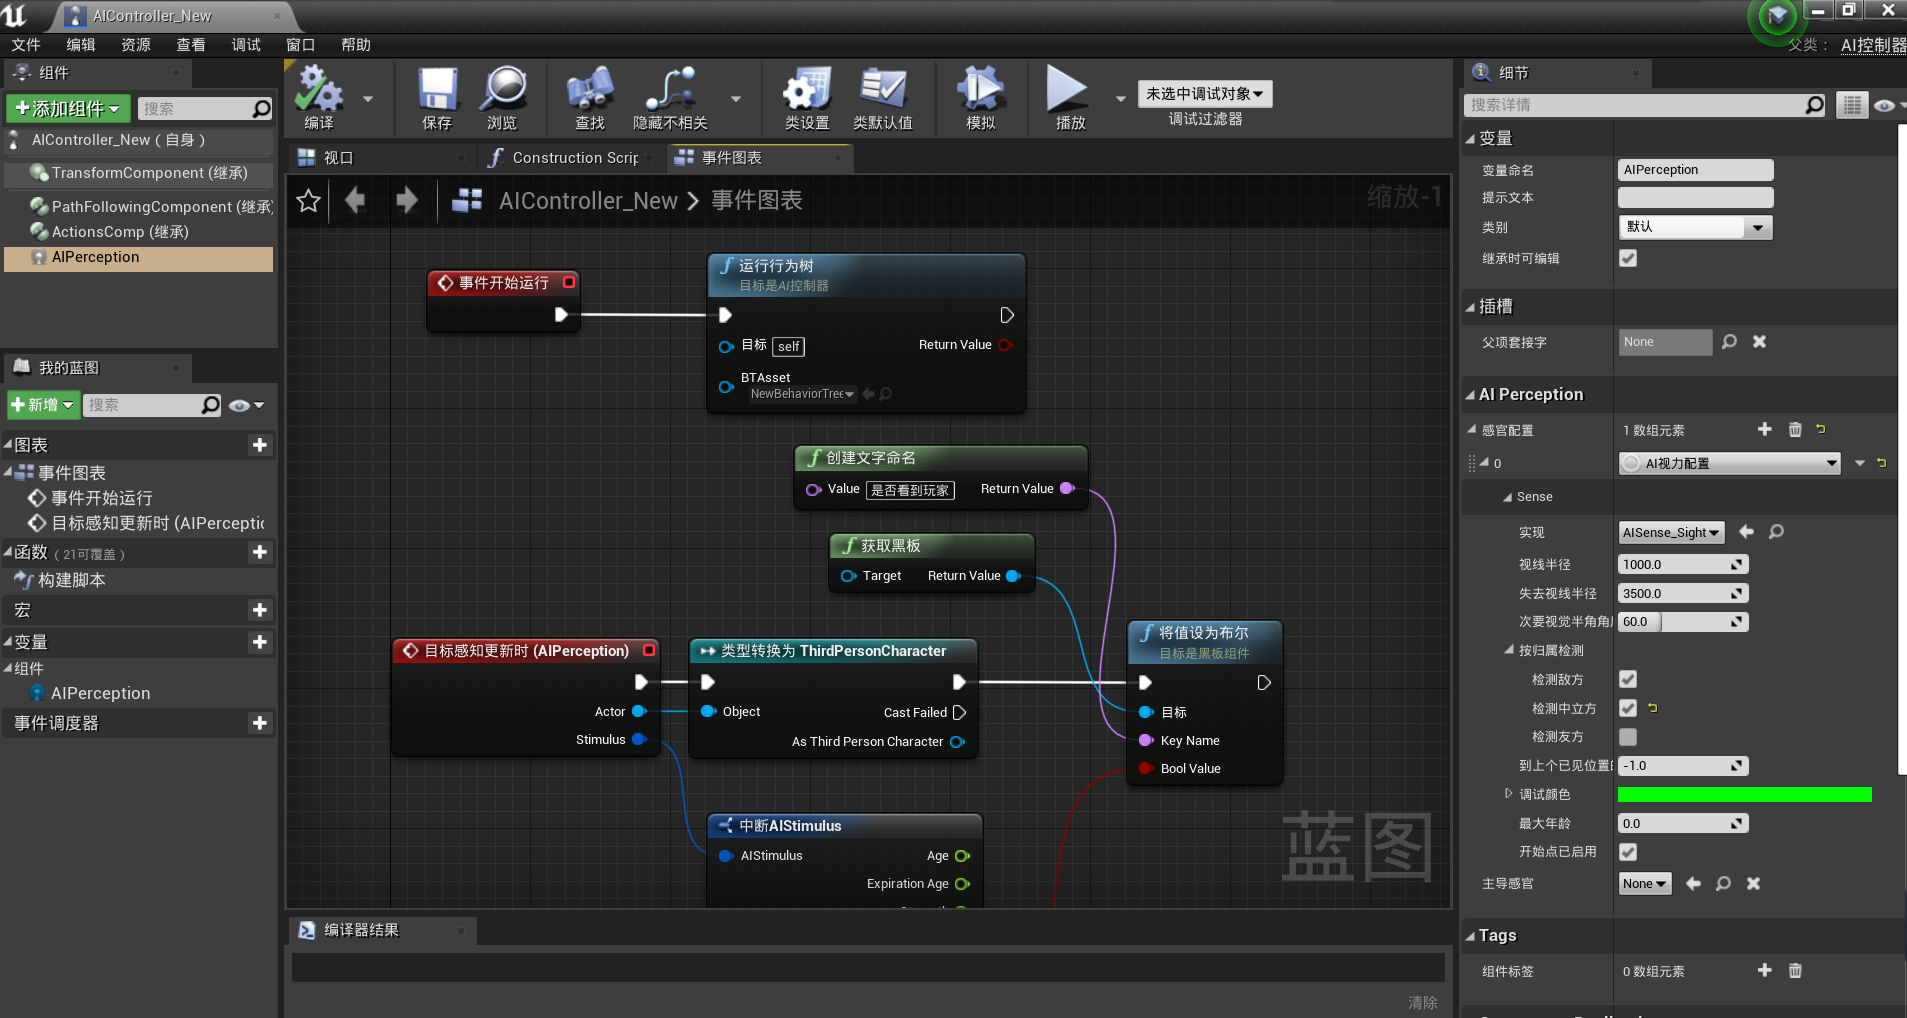 AIController_New
文件 编辑 资源 查看 调试 窗口 帮助
父类： AI控制器
组件
添加组件
搜索
AIController_New（自身）
TransformComponent (继承)
PathFollowingComponent (继承)
ActionsComp (继承)
AIPerception
我的蓝图
新增
搜索
图表
事件图表
事件开始运行
目标感知更新时 (AIPerceptic
函数（21可覆盖）
构建脚本
宏
变量
组件
AIPerception
事件调度器
编译
保存
浏览
查找
隐藏不相关
类设置
类默认值
模拟
播放
未选中调试对象
调试过滤器
视口
Construction Scrip
事件图表
AIController_New > 事件图表
缩放-1
事件开始运行
运行行为树
目标是AI控制器
目标 self
Return Value
BTAsset
NewBehaviorTree
创建文字命名
Value 是否看到玩家 Return Value
获取黑板
Target Return Value
目标感知更新时 (AIPerception)
Actor
Stimulus
类型转换为 ThirdPersonCharacter
Object
Cast Failed
As Third Person Character
将值设为布尔
目标是黑板组件
目标
Key Name
Bool Value
中断AIStimulus
AIStimulus
Age
Expiration Age
蓝图
编译器结果
清除
细节
搜索详情
变量
变量命名 AIPerception
提示文本
类别 默认
继承时可编辑
插槽
父项套接字 None
AI Perception
感官配置 1 数组元素
0 AI视力配置
Sense
实现 AISense_Sight
视线半径 1000.0
失去视线半径 3500.0
次要视觉半角角度 60.0
按归属检测
检测敌方
检测中立方
检测友方
到上个已见位置的 -1.0
调试颜色
最大年龄 0.0
开始点已启用
主导感官 None
Tags
组件标签 0 数组元素